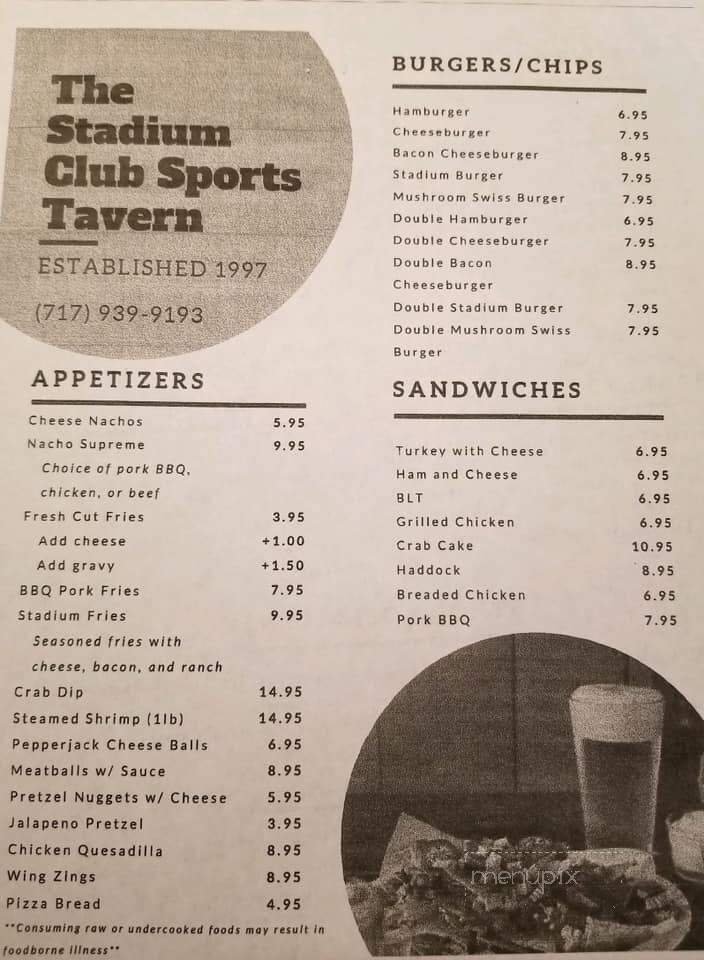 The
Stadium
Club Sports
Tavern
ESTABLISHED 1997
(717) 939-9193
APPETIZERS
Cheese Nachos 5.95
Nacho Supreme 9.95
Choice of pork BBQ,
chicken, or beef
Fresh Cut Fries 3.95
Add cheese +1.00
Add gravy +1.50
BBQ Pork Fries 7.95
Stadium Fries 9.95
Seasoned fries with
cheese, bacon, and ranch
Crab Dip 14.95
Steamed Shrimp (1lb) 14.95
Pepperjack Cheese Balls 6.95
Meatballs w/ Sauce 8.95
Pretzel Nuggets w/ Cheese 5.95
Jalapeno Pretzel 3.95
Chicken Quesadilla 8.95
Wing Zings 8.95
Pizza Bread 4.95
**Consuming raw or undercooked foods may result in
foodborne illness**
BURGERS/CHIPS
Hamburger 6.95
Cheeseburger 7.95
Bacon Cheeseburger 8.95
Stadium Burger 7.95
Mushroom Swiss Burger 7.95
Double Hamburger 6.95
Double Cheeseburger 7.95
Double Bacon 8.95
Cheeseburger
Double Stadium Burger 7.95
Double Mushroom Swiss 7.95
Burger
SANDWICHES
Turkey with Cheese 6.95
Ham and Cheese 6.95
BLT 6.95
Grilled Chicken 6.95
Crab Cake 10.95
Haddock 8.95
Breaded Chicken 6.95
Pork BBQ 7.95
menupix